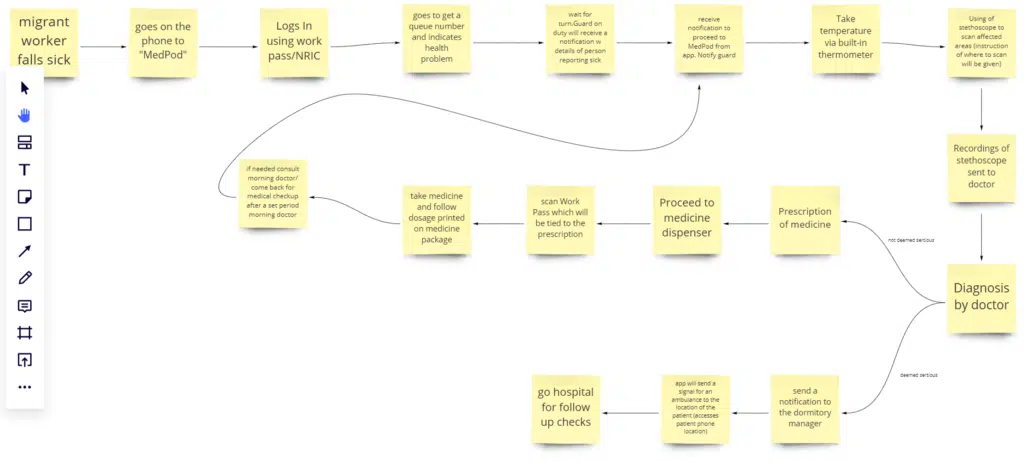 migrant
worker
falls sick
goes on the
phone to
"MedPod"
Logs In
using work
pass/NRIC
goes to get a
queue number
and indicates
health
problem
wait for
turn.Guard on
duty will receive a
notification w
details of person
reporting sick
receive
notification to
proceed to
MedPod from
app. Notify guard
Take
temperature
via built-in
thermometer
Using of
stethoscope to
scan affected
areas (instruction
of where to scan
will be given)
Recordings of
stethoscope
sent to
doctor
if needed consult
morning doctor/
come back for
medical checkup
after a set period
morning doctor
take medicine
and follow
dosage printed
on medicine
package
scan Work
Pass which will
be tied to the
prescription
Proceed to
medicine
dispenser
Prescription
of medicine
not deemed serious
Diagnosis
by doctor
deemed serious
go hospital
for follow
up checks
app will send a
signal for an
ambulance to the
location of the
patient (accesses
patient phone
location)
send a
notification to
the dormitory
manager
T